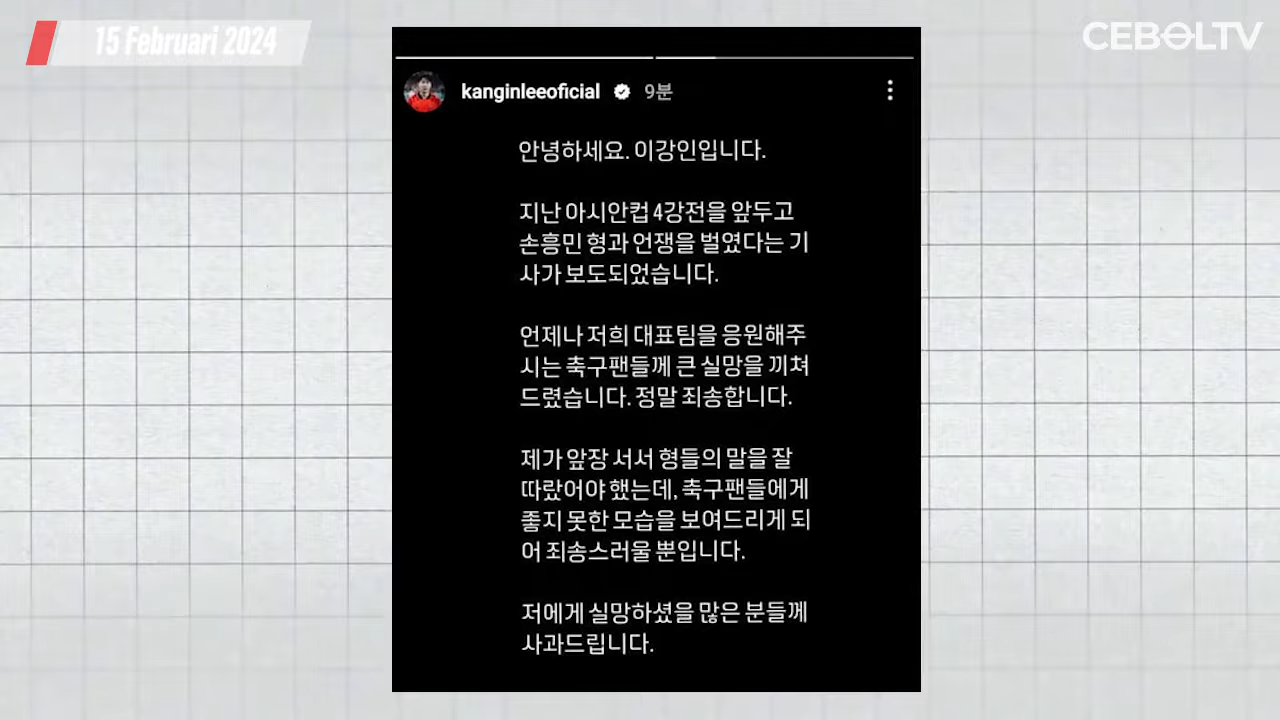 15 Februari 2024
CEBOLTV
kanginleeoficial 9분
안녕하세요. 이강인입니다.
지난 아시안컵 4강전을 앞두고
손흥민 형과 언쟁을 벌였다는 기
사가 보도되었습니다.
언제나 저희 대표팀을 응원해주
시는 축구팬들께 큰 실망을 끼쳐
드렸습니다. 정말 죄송합니다.
제가 앞장 서서 형들의 말을 잘
따랐어야 했는데, 축구팬들에게
좋지 못한 모습을 보여드리게 되
어 죄송스러울 뿐입니다.
저에게 실망하셨을 많은 분들께
사과드립니다.